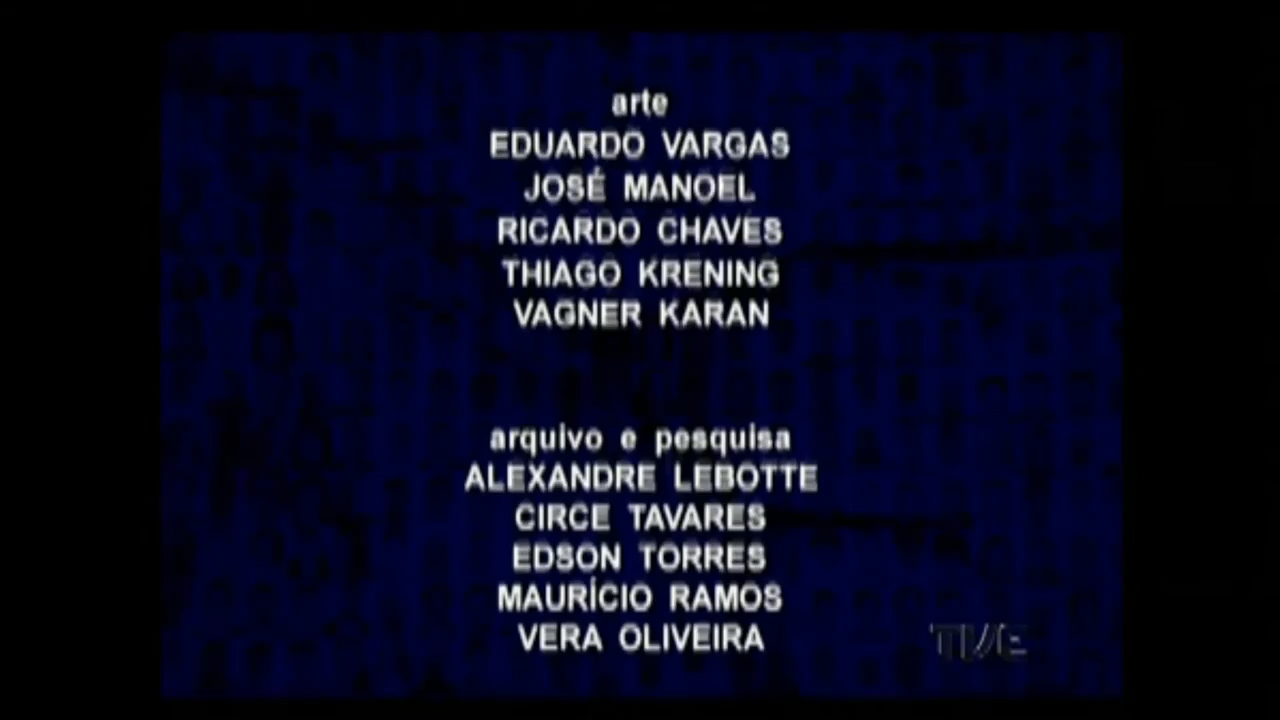 arte
EDUARDO VARGAS
JOSÉ MANOEL
RICARDO CHAVES
THIAGO KRENING
VAGNER KARAN
arquivo e pesquisa
ALEXANDRE LEBOTTE
CIRCE TAVARES
EDSON TORRES
MAURÍCIO RAMOS
VERA OLIVEIRA
TVE